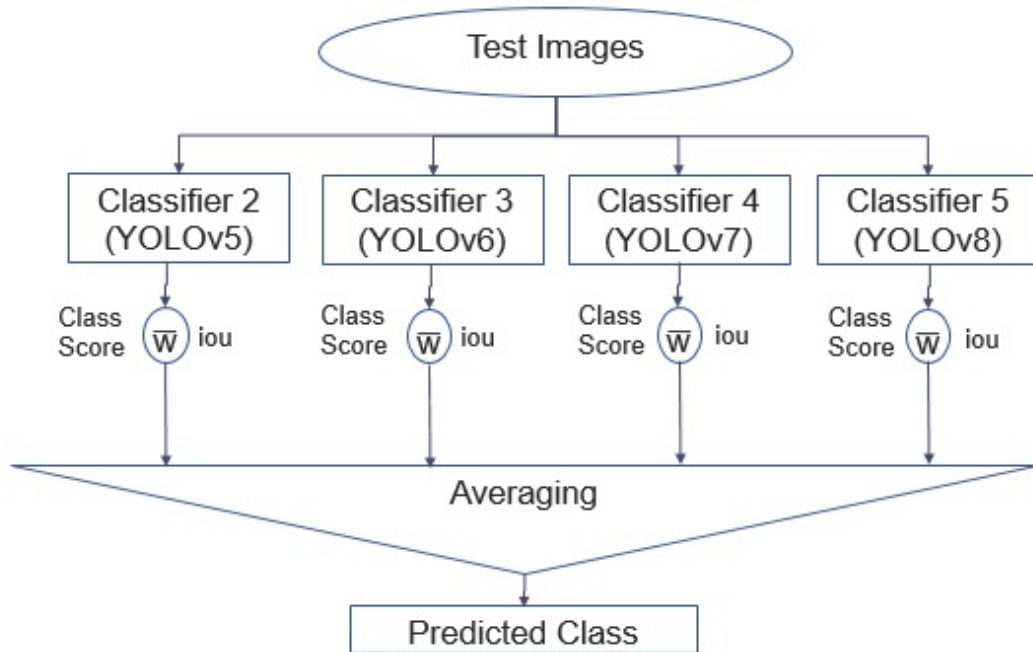 Test Images
Classifier 2
(YOLOv5)
Classifier 3
(YOLOv6)
Classifier 4
(YOLOv7)
Classifier 5
(YOLOv8)
Class
Score
w̅
iou
Class
Score
w̅
iou
Class
Score
w̅
iou
Class
Score
w̅
iou
Averaging
Predicted Class